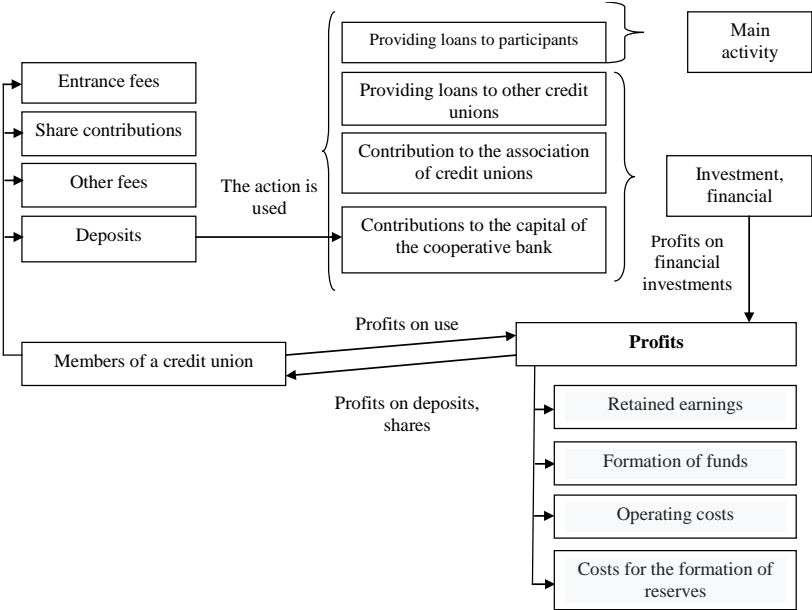 Entrance fees
Share contributions
Other fees
Deposits
The action is
used
Providing loans to participants
Providing loans to other credit
unions
Contribution to the association
of credit unions
Contributions to the capital of
the cooperative bank
Main
activity
Investment,
financial
Profits on
financial
investments
Members of a credit union
Profits on use
Profits on deposits,
shares
Profits
Retained earnings
Formation of funds
Operating costs
Costs for the formation of
reserves